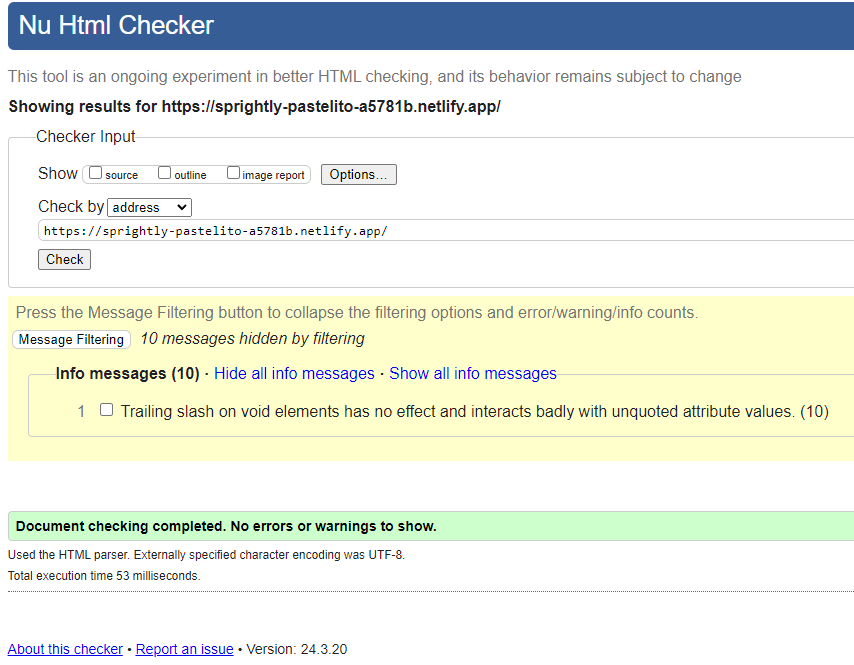 Nu Html Checker
This tool is an ongoing experiment in better HTML checking, and its behavior remains subject to change
Showing results for https://sprightly-pastelito-a5781b.netlify.app/
Checker Input
Show source outline image report Options...
Check by address
https://sprightly-pastelito-a5781b.netlify.app/
Check
Press the Message Filtering button to collapse the filtering options and error/warning/info counts.
Message Filtering 10 messages hidden by filtering
Info messages (10) · Hide all info messages · Show all info messages
1 Trailing slash on void elements has no effect and interacts badly with unquoted attribute values. (10)
Document checking completed. No errors or warnings to show.
Used the HTML parser. Externally specified character encoding was UTF-8.
Total execution time 53 milliseconds.
About this checker • Report an issue • Version: 24.3.20